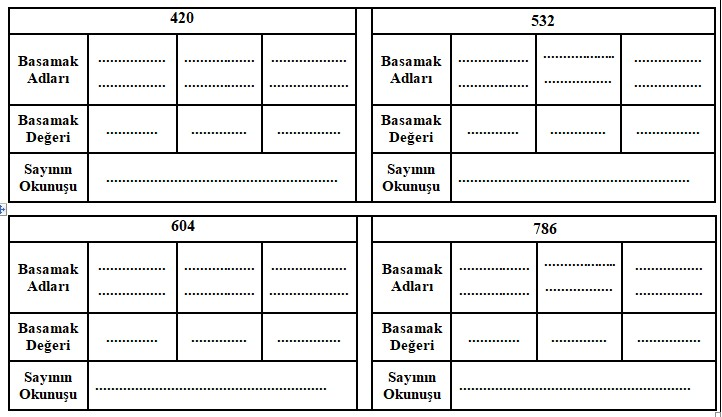 420
Basamak
Adları
.................. ................... ....................
.................. ................... .....................
Basamak
Değeri
.............. ............... .................
Sayının
Okunuşu
..............................................................
532
Basamak
Adları
................... ................... ..................
................... .................. ..................
Basamak
Değeri
.............. ............... .................
Sayının
Okunuşu
..............................................................
604
Basamak
Adları
.................. ................... ....................
.................. ................... .....................
Basamak
Değeri
.............. ............... .................
Sayının
Okunuşu
..............................................................
786
Basamak
Adları
................... ................... ..................
................... .................. ..................
Basamak
Değeri
.............. ............... .................
Sayının
Okunuşu
..............................................................